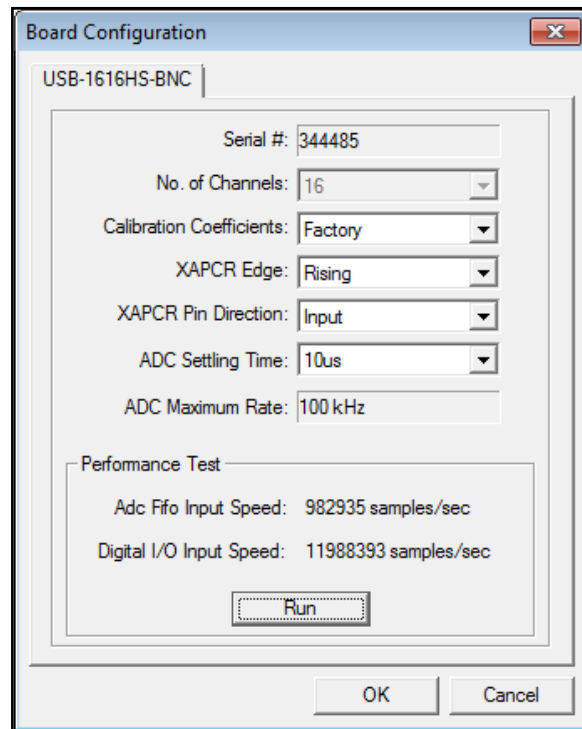 Board Configuration
USB-1616HS-BNC
Serial #: 344485
No. of Channels: 16
Calibration Coefficients: Factory
XAPCR Edge: Rising
XAPCR Pin Direction: Input
ADC Settling Time: 10us
ADC Maximum Rate: 100 kHz
Performance Test
Adc Fifo Input Speed: 982935 samples/sec
Digital I/O Input Speed: 11988393 samples/sec
Run
OK Cancel